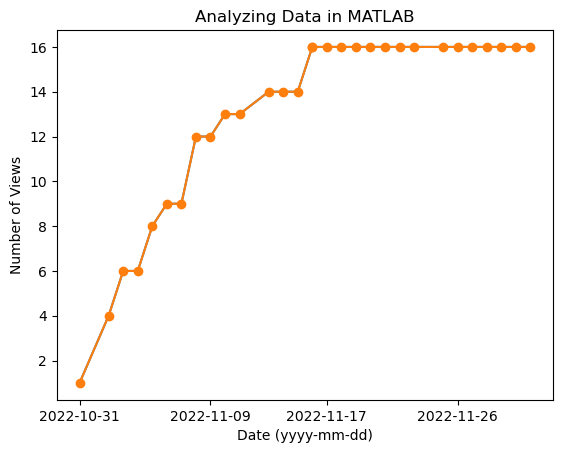 Analyzing Data in MATLAB
Number of Views
16
14
12
10
8
6
4
2
2022-10-31 2022-11-09 2022-11-17 2022-11-26
Date (yyyy-mm-dd)